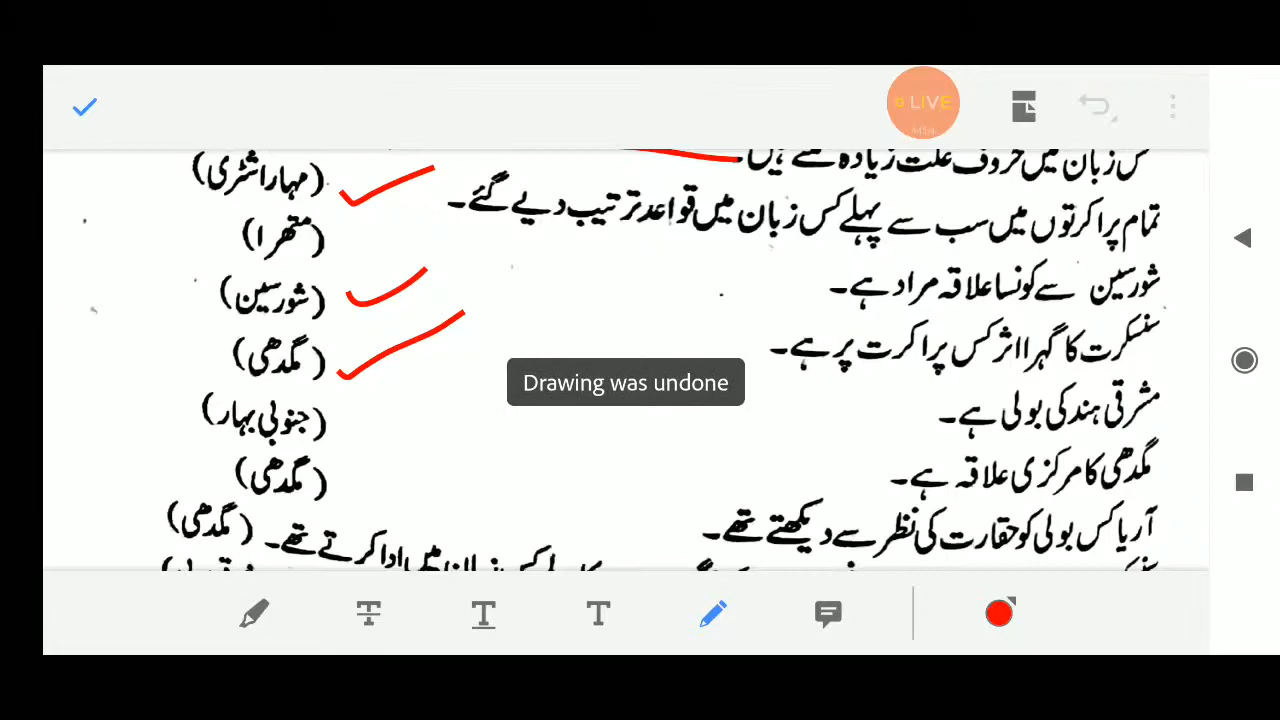 LIVE
س زبان میں حروف علت زیادہ ملتے ہیں۔ (مہاراشٹری)
تمام پراکرتوں میں سب سے پہلے کس زبان میں قواعد ترتیب دیے گئے۔
(متھرا)
شورسین سے کونسا علاقہ مراد ہے۔ (شورسین)
سنسکرت کا گہرا اثر کس پراکرت پر ہے۔ (مگدھی)
Drawing was undone
مشرقی ہند کی بولی ہے۔ (جنوبی بہار)
مگدھی کا مرکزی علاقہ ہے۔ (مگدھی)
آریا کس بولی کو حقارت کی نظر سے دیکھتے تھے۔
ادا کرتے تھے۔ (مگدھی)